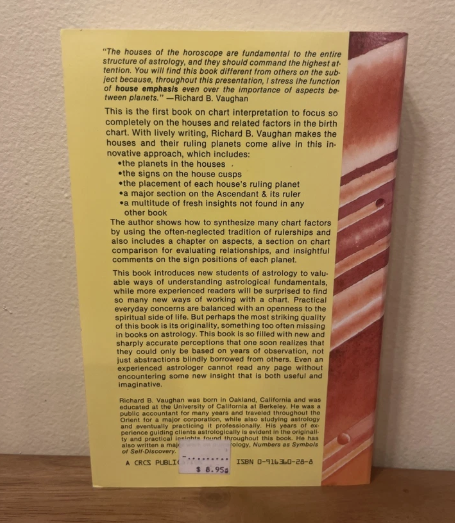 "The houses of the horoscope are fundamental to the entire
structure of astrology, and they should command the highest at-
tention. You will find this book different from others on the sub-
ject because, throughout this presentation, I stress the function
of house emphasis even over the importance of aspects be-
tween planets." —Richard B. Vaughan
This is the first book on chart interpretation to focus so
completely on the houses and related factors in the birth
chart. With lively writing, Richard B. Vaughan makes the
houses and their ruling planets come alive in this in-
novative approach, which includes:
•the planets in the houses
•the signs on the house cusps
•the placement of each house's ruling planet
•a major section on the Ascendant & its ruler
•a multitude of fresh insights not found in any
other book
The author shows how to synthesize many chart factors
by using the often-neglected tradition of rulerships and
also includes a chapter on aspects, a section on chart
comparison for evaluating relationships, and insightful
comments on the sign positions of each planet.
This book introduces new students of astrology to valu-
able ways of understanding astrological fundamentals,
while more experienced readers will be surprised to find
so many new ways of working with a chart. Practical
everyday concerns are balanced with an openness to the
spiritual side of life. But perhaps the most striking quality
of this book is its originality, something too often missing
in books on astrology. This book is so filled with new and
sharply accurate perceptions that one soon realizes that
they could only be based on years of observation, not
just abstractions blindly borrowed from others. Even an
experienced astrologer cannot read any page without
encountering some new insight that is both useful and
imaginative.
Richard B. Vaughan was born in Oakland, California and was
educated at the University of California at Berkeley. He was a
public accountant for many years and traveled throughout the
Orient for a major corporation, while also studying astrology
and eventually practicing it professionally. His years of ex-
perience guiding clients astrologically is evident in the originali-
ty and practical insights found throughout this book. He has
also written a major ology, Numbers as Symbols
of Self-Discovery.
A CRCS PUBLIC ISBN 0-916360-28-8
$ 8.95